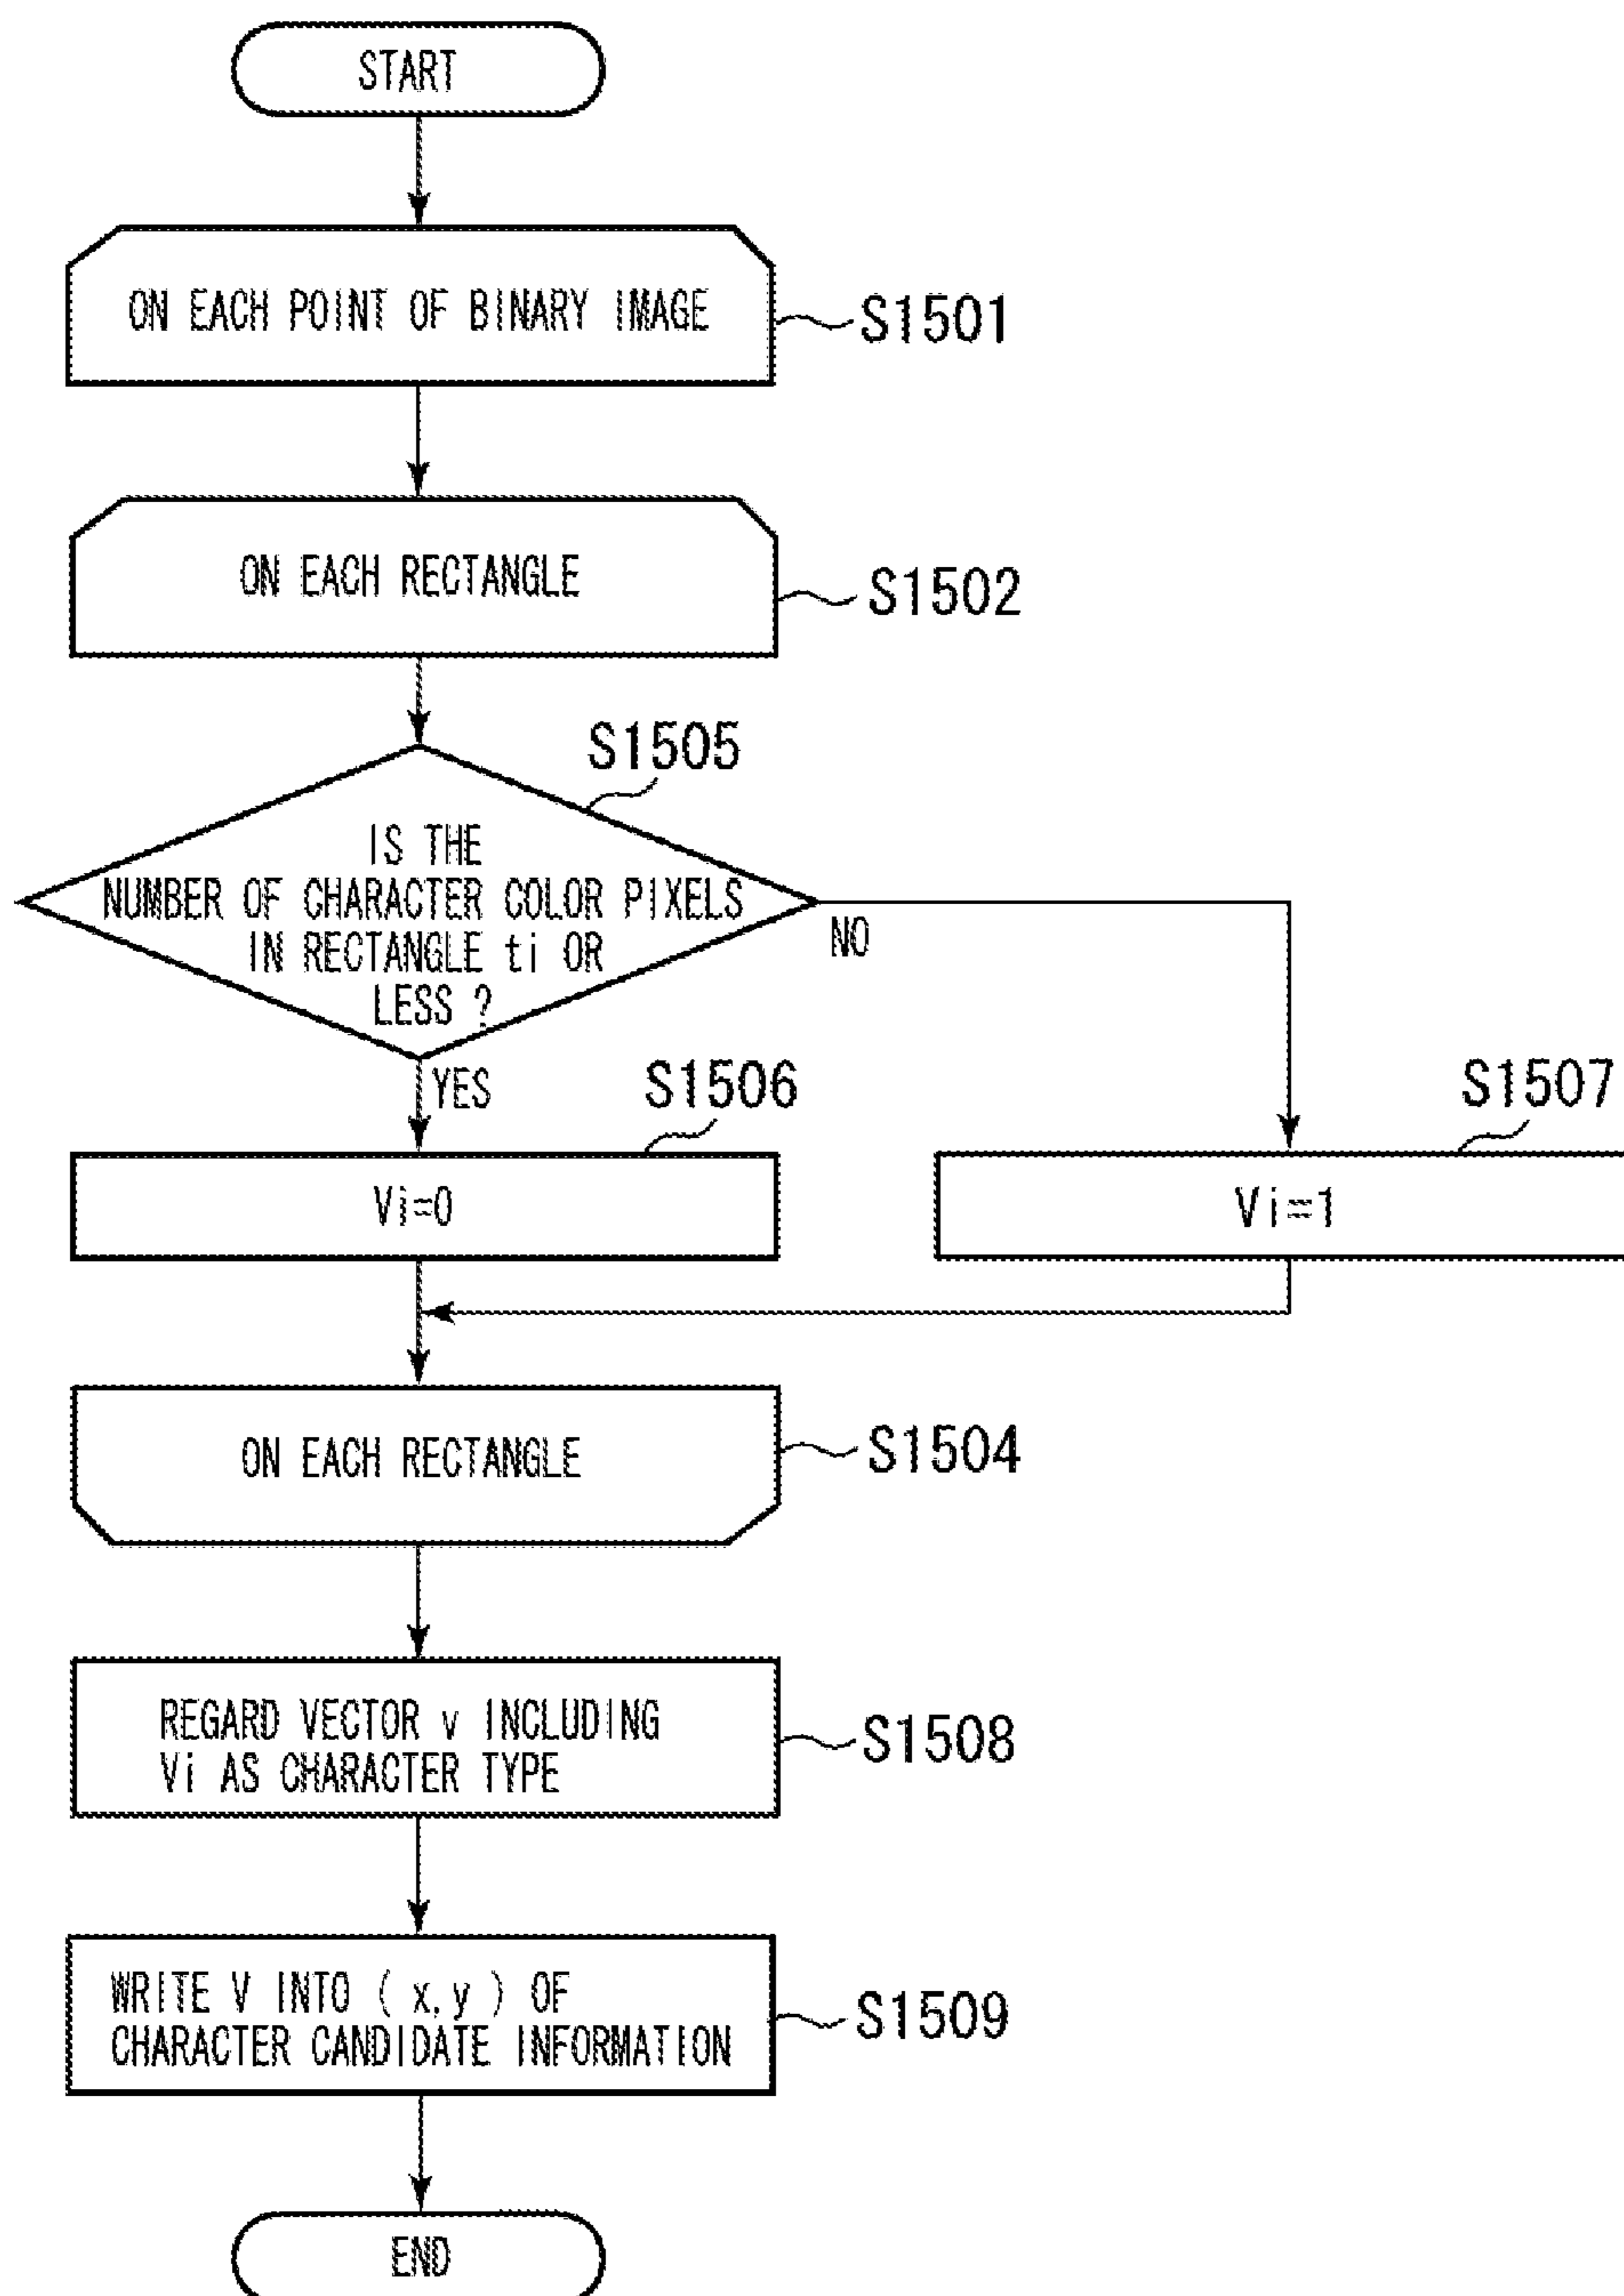 START
ON EACH POINT OF BINARY IMAGE
S1501
ON EACH RECTANGLE
S1502
S1505
IS THE
NUMBER OF CHARACTER COLOR PIXELS
IN RECTANGLE ti OR
LESS ?
NO
YES
S1506
S1507
Vi=0
Vi=1
ON EACH RECTANGLE
S1504
REGARD VECTOR v INCLUDING
Vi AS CHARACTER TYPE
S1508
WRITE V INTO ( x,y ) OF
CHARACTER CANDIDATE INFORMATION
S1509
END